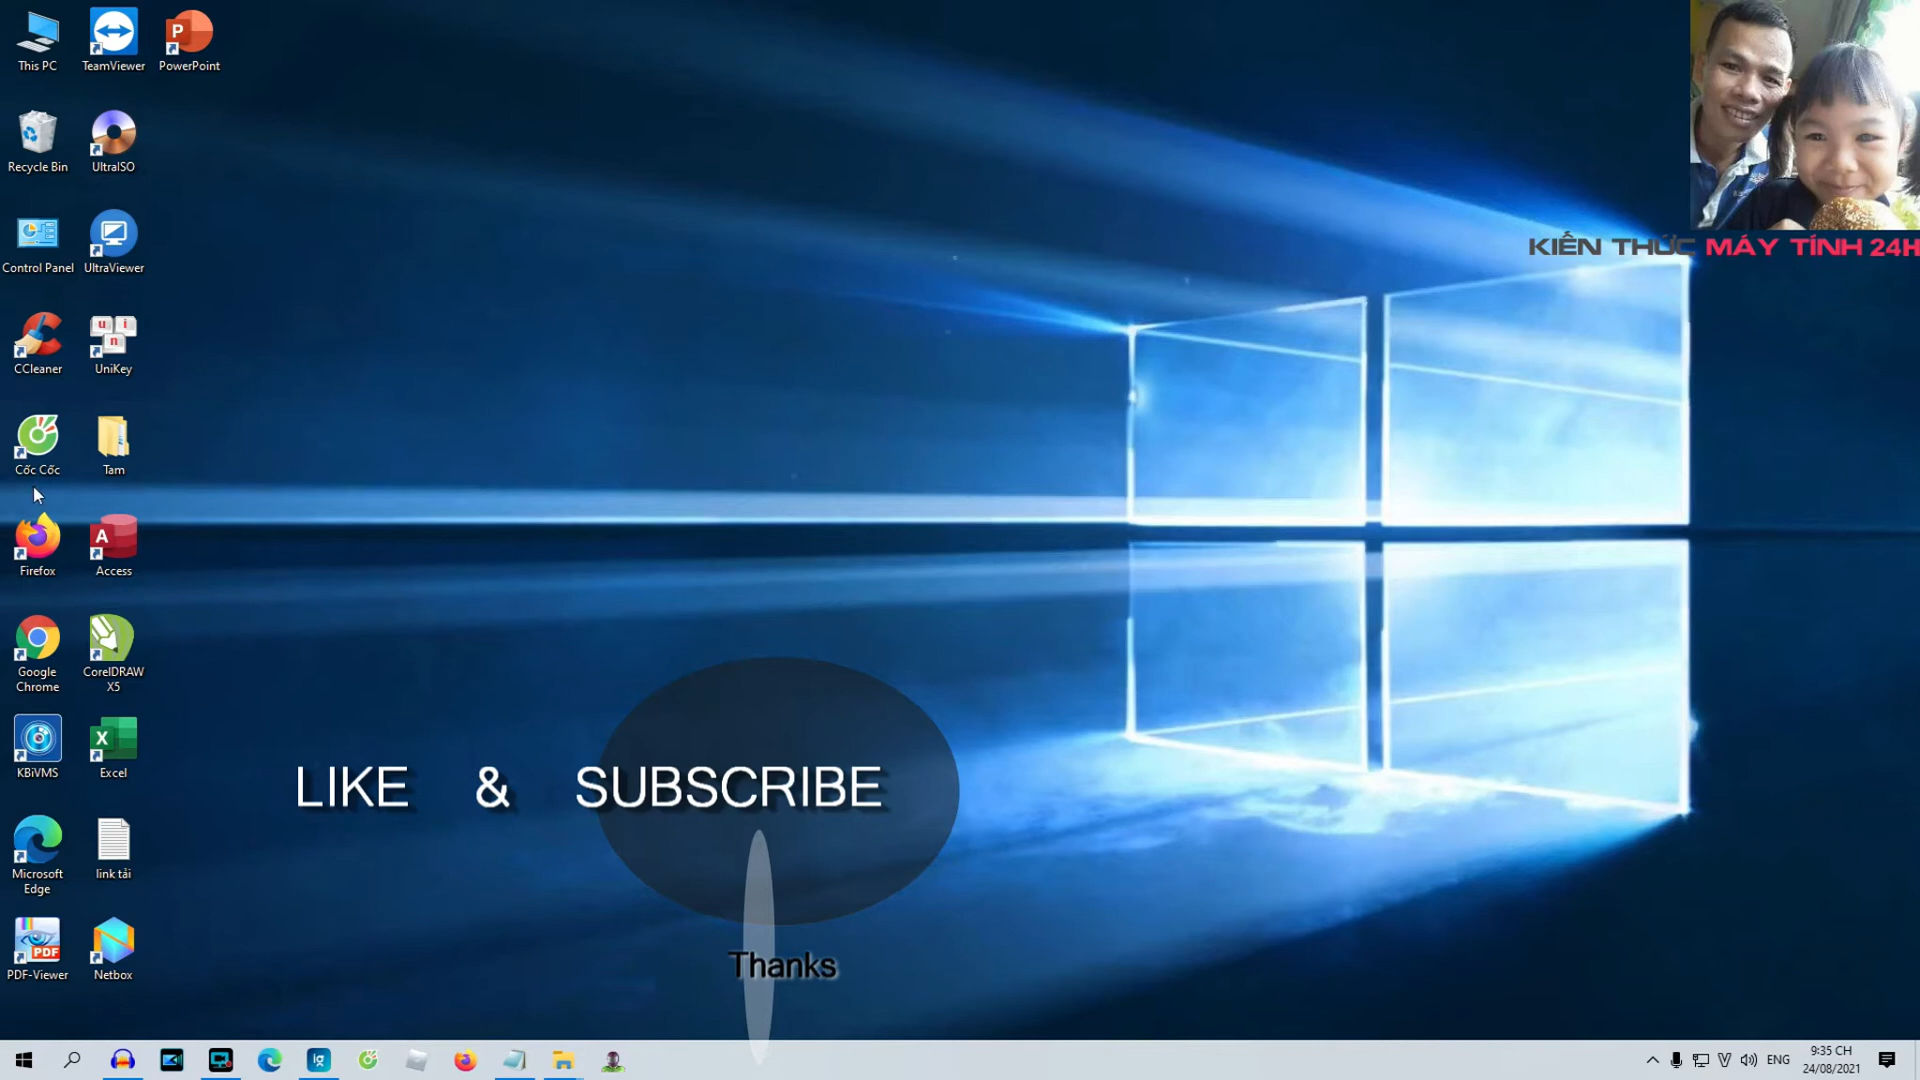 This PC
TeamViewer
PowerPoint
Recycle Bin
UltraISO
Control Panel
UltraViewer
CCleaner
UniKey
Cốc Cốc
Tam
Firefox
Access
Google
Chrome
CorelDRAW
X5
KBiVMS
Excel
Microsoft
Edge
link tải
PDF-Viewer
Netbox
KIẾN THỨC MÁY TÍNH 24H
LIKE & SUBSCRIBE
Thanks
ENG
9:35 CH
24/08/2021